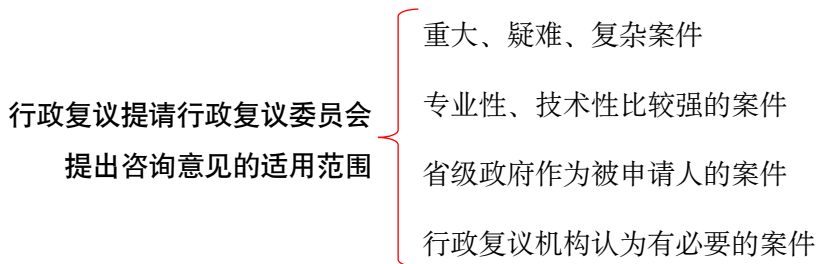 行政复议提请行政复议委员会
提出咨询意见的适用范围
重大、疑难、复杂案件
专业性、技术性比较强的案件
省级政府作为被申请人的案件
行政复议机构认为有必要的案件